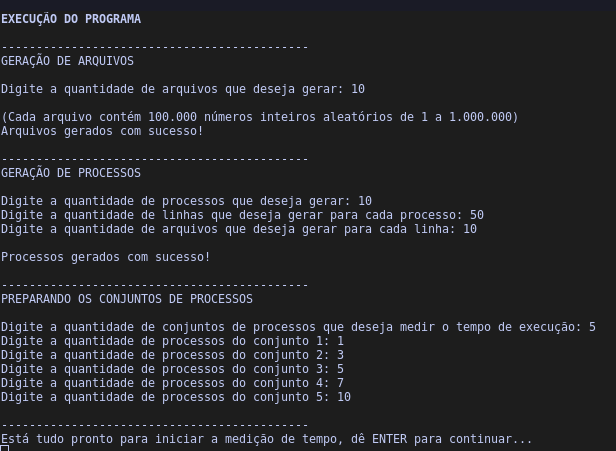 EXECUÇÃO DO PROGRAMA
--------------------------------------------
GERAÇÃO DE ARQUIVOS
Digite a quantidade de arquivos que deseja gerar: 10
(Cada arquivo contém 100.000 números inteiros aleatórios de 1 a 1.000.000)
Arquivos gerados com sucesso!
--------------------------------------------
GERAÇÃO DE PROCESSOS
Digite a quantidade de processos que deseja gerar: 10
Digite a quantidade de linhas que deseja gerar para cada processo: 50
Digite a quantidade de arquivos que deseja gerar para cada linha: 10
Processos gerados com sucesso!
--------------------------------------------
PREPARANDO OS CONJUNTOS DE PROCESSOS
Digite a quantidade de conjuntos de processos que deseja medir o tempo de execução: 5
Digite a quantidade de processos do conjunto 1: 1
Digite a quantidade de processos do conjunto 2: 3
Digite a quantidade de processos do conjunto 3: 5
Digite a quantidade de processos do conjunto 4: 7
Digite a quantidade de processos do conjunto 5: 10
--------------------------------------------
Está tudo pronto para iniciar a medição de tempo, dê ENTER para continuar...